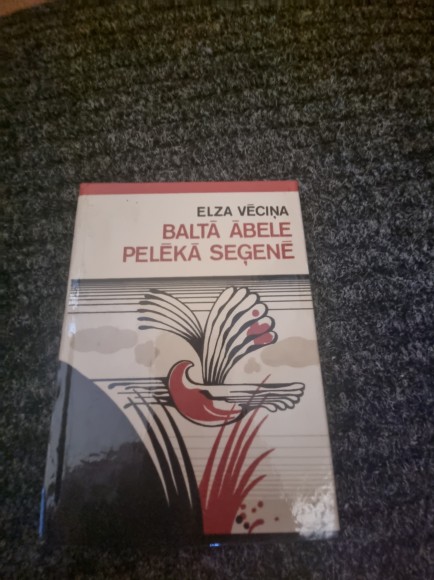 ELZA VĒCIŅA
BALTĀ ĀBELE
PELĒKĀ SEĢENĒ